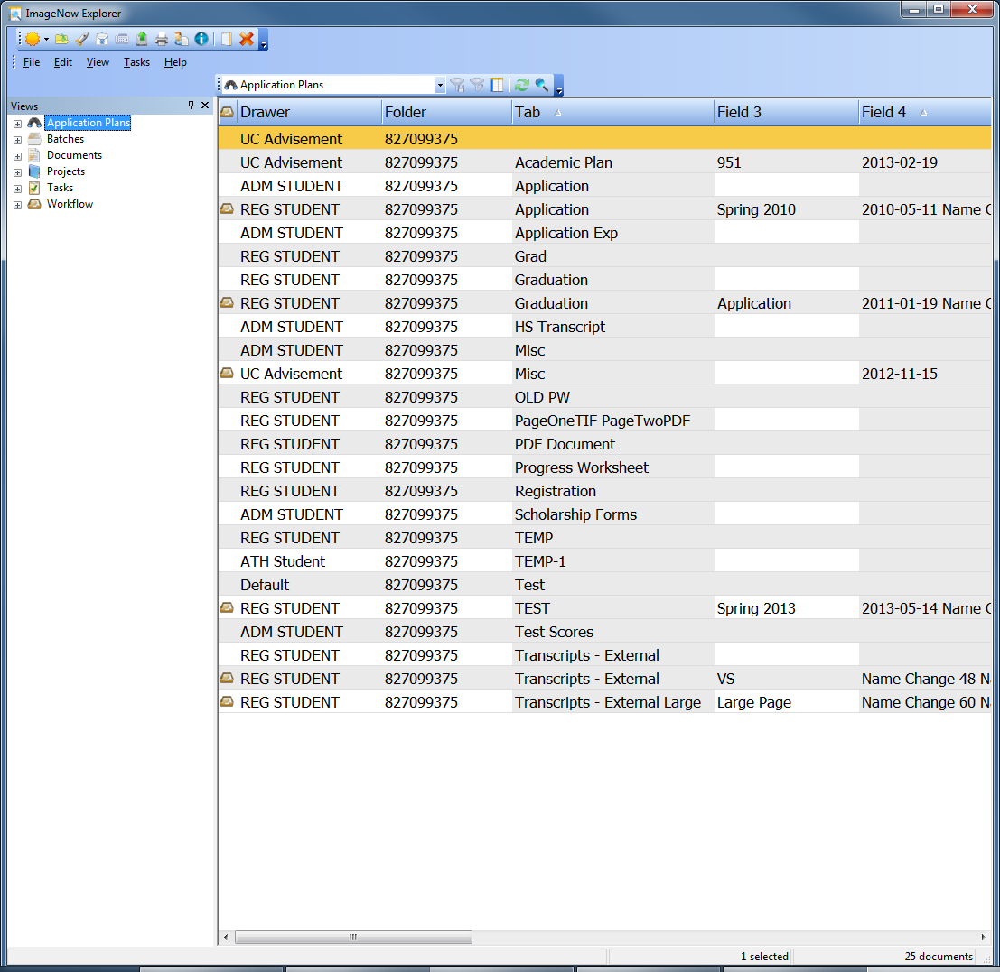 ImageNow Explorer
File Edit View Tasks Help
Application Plans
Views
Application Plans
Batches
Documents
Projects
Tasks
Workflow
Drawer Folder Tab Field 3 Field 4
UC Advisement 827099375
UC Advisement 827099375 Academic Plan 951 2013-02-19
ADM STUDENT 827099375 Application
REG STUDENT 827099375 Application Spring 2010 2010-05-11 Name C
ADM STUDENT 827099375 Application Exp
REG STUDENT 827099375 Grad
REG STUDENT 827099375 Graduation
REG STUDENT 827099375 Graduation Application 2011-01-19 Name C
ADM STUDENT 827099375 HS Transcript
ADM STUDENT 827099375 Misc
UC Advisement 827099375 Misc 2012-11-15
REG STUDENT 827099375 OLD PW
REG STUDENT 827099375 PageOneTIF PageTwoPDF
REG STUDENT 827099375 PDF Document
REG STUDENT 827099375 Progress Worksheet
REG STUDENT 827099375 Registration
ADM STUDENT 827099375 Scholarship Forms
REG STUDENT 827099375 TEMP
ATH Student 827099375 TEMP-1
Default 827099375 Test
REG STUDENT 827099375 TEST Spring 2013 2013-05-14 Name C
ADM STUDENT 827099375 Test Scores
REG STUDENT 827099375 Transcripts - External
REG STUDENT 827099375 Transcripts - External VS Name Change 48 N
REG STUDENT 827099375 Transcripts - External Large Large Page Name Change 60 N
1 selected 25 documents